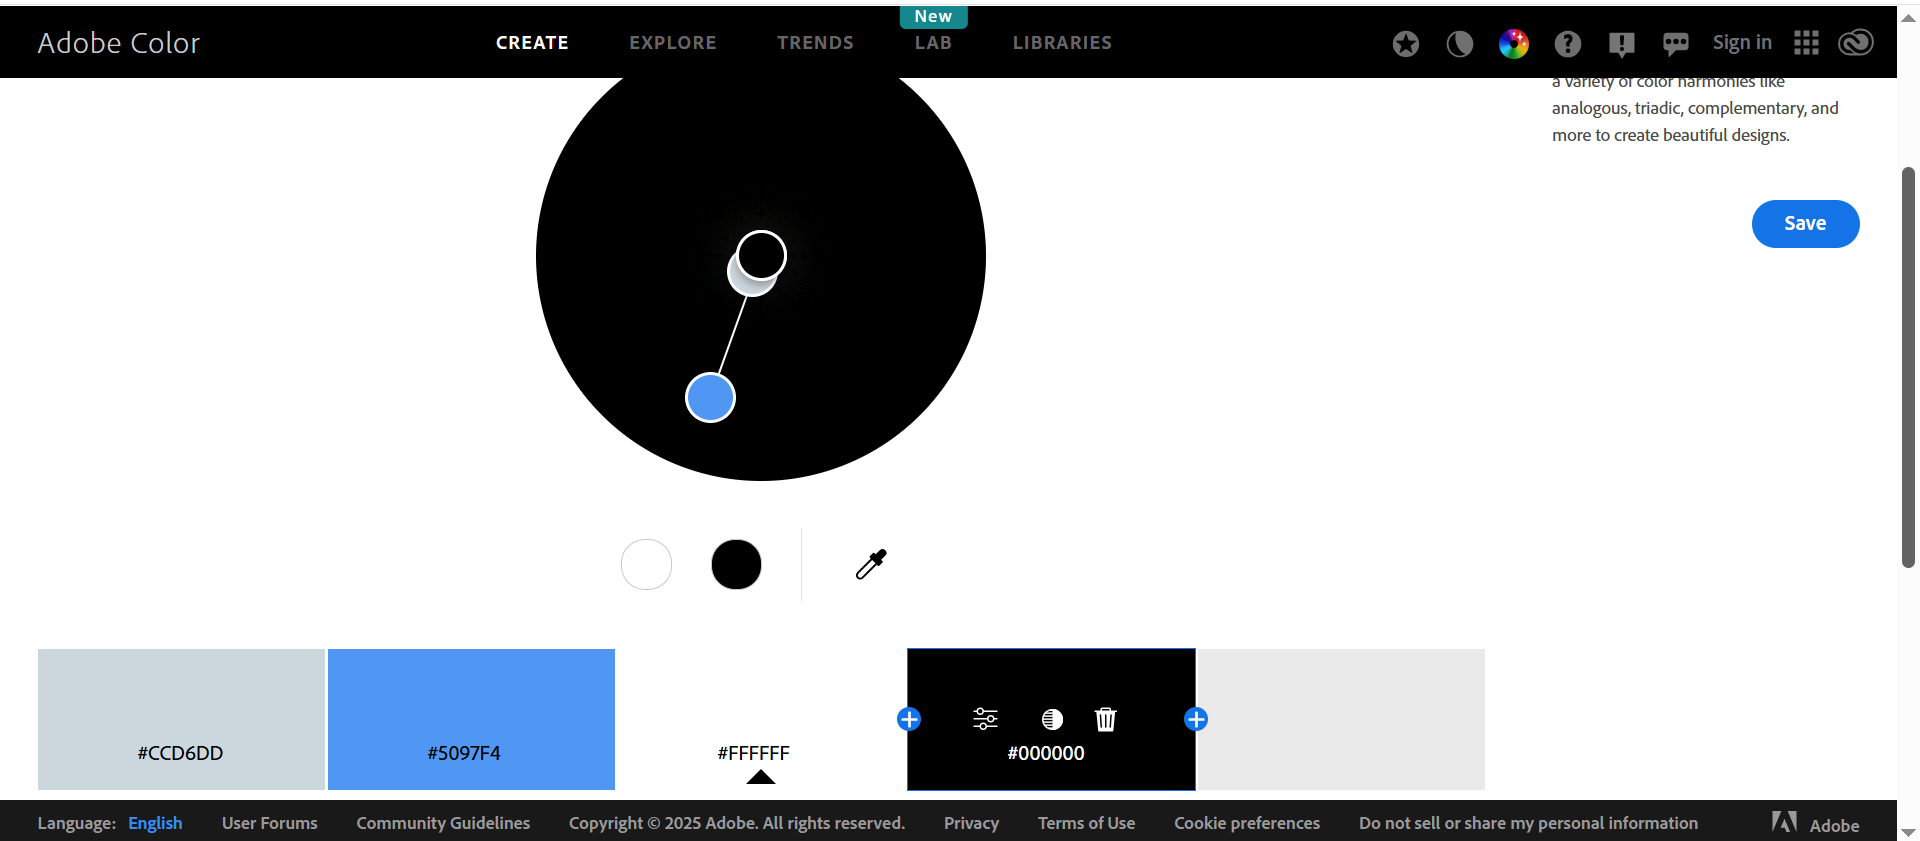 New
Adobe Color
CREATE
EXPLORE
TRENDS
LAB
LIBRARIES
Sign in
a variety of color harmonies like
analogous, triadic, complementary, and
more to create beautiful designs.
Save
#CCD6DD
#5097F4
#FFFFFF
#000000
Language: English
User Forums
Community Guidelines
Copyright © 2025 Adobe. All rights reserved.
Privacy
Terms of Use
Cookie preferences
Do not sell or share my personal information
Adobe